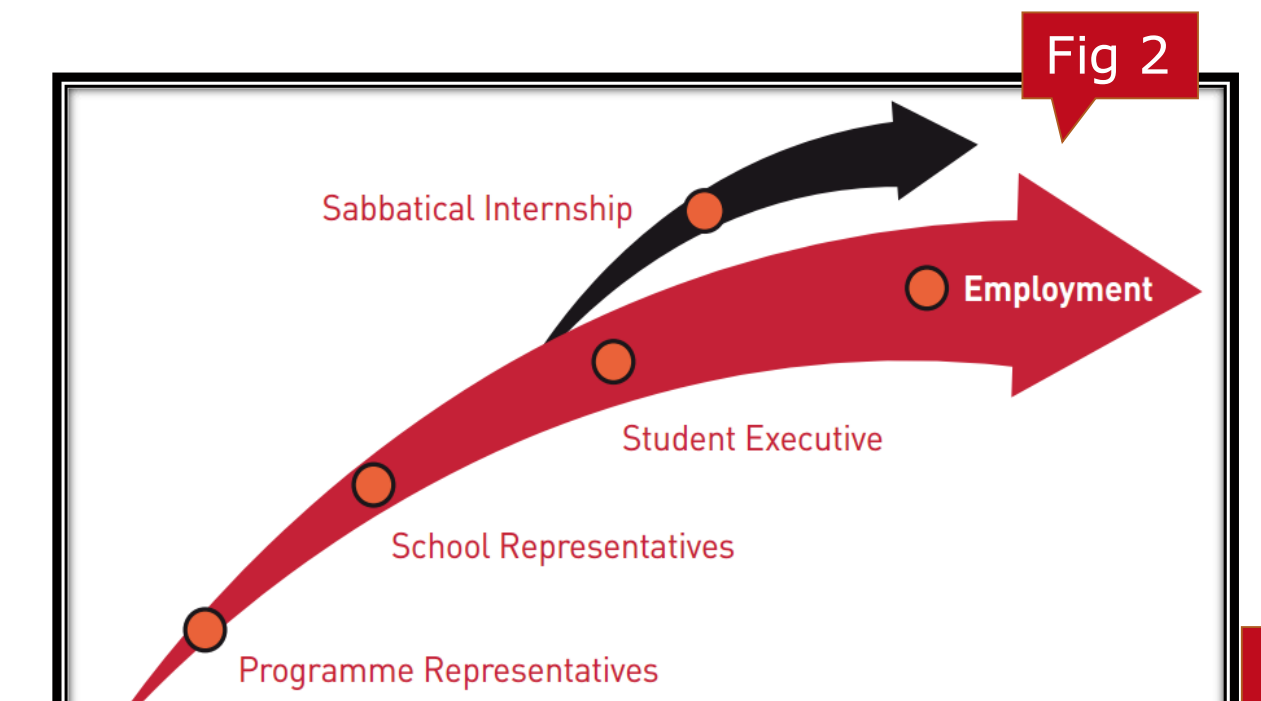 Fig 2
Sabbatical Internship
Employment
Student Executive
School Representatives
Programme Representatives